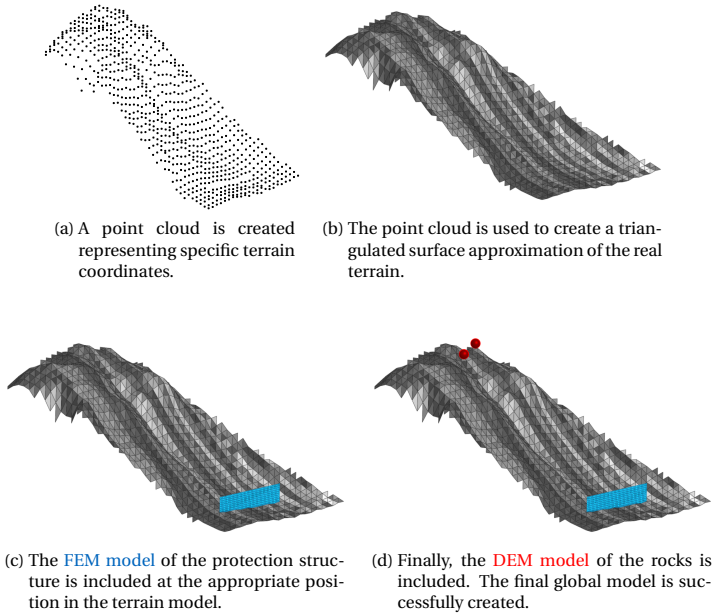 (a) A point cloud is created
representing specific terrain
coordinates.
(b) The point cloud is used to create a trian-
gulated surface approximation of the real
terrain.
(c) The FEM model of the protection struc-
ture is included at the appropriate posi-
tion in the terrain model.
(d) Finally, the DEM model of the rocks is
included. The final global model is suc-
cessfully created.